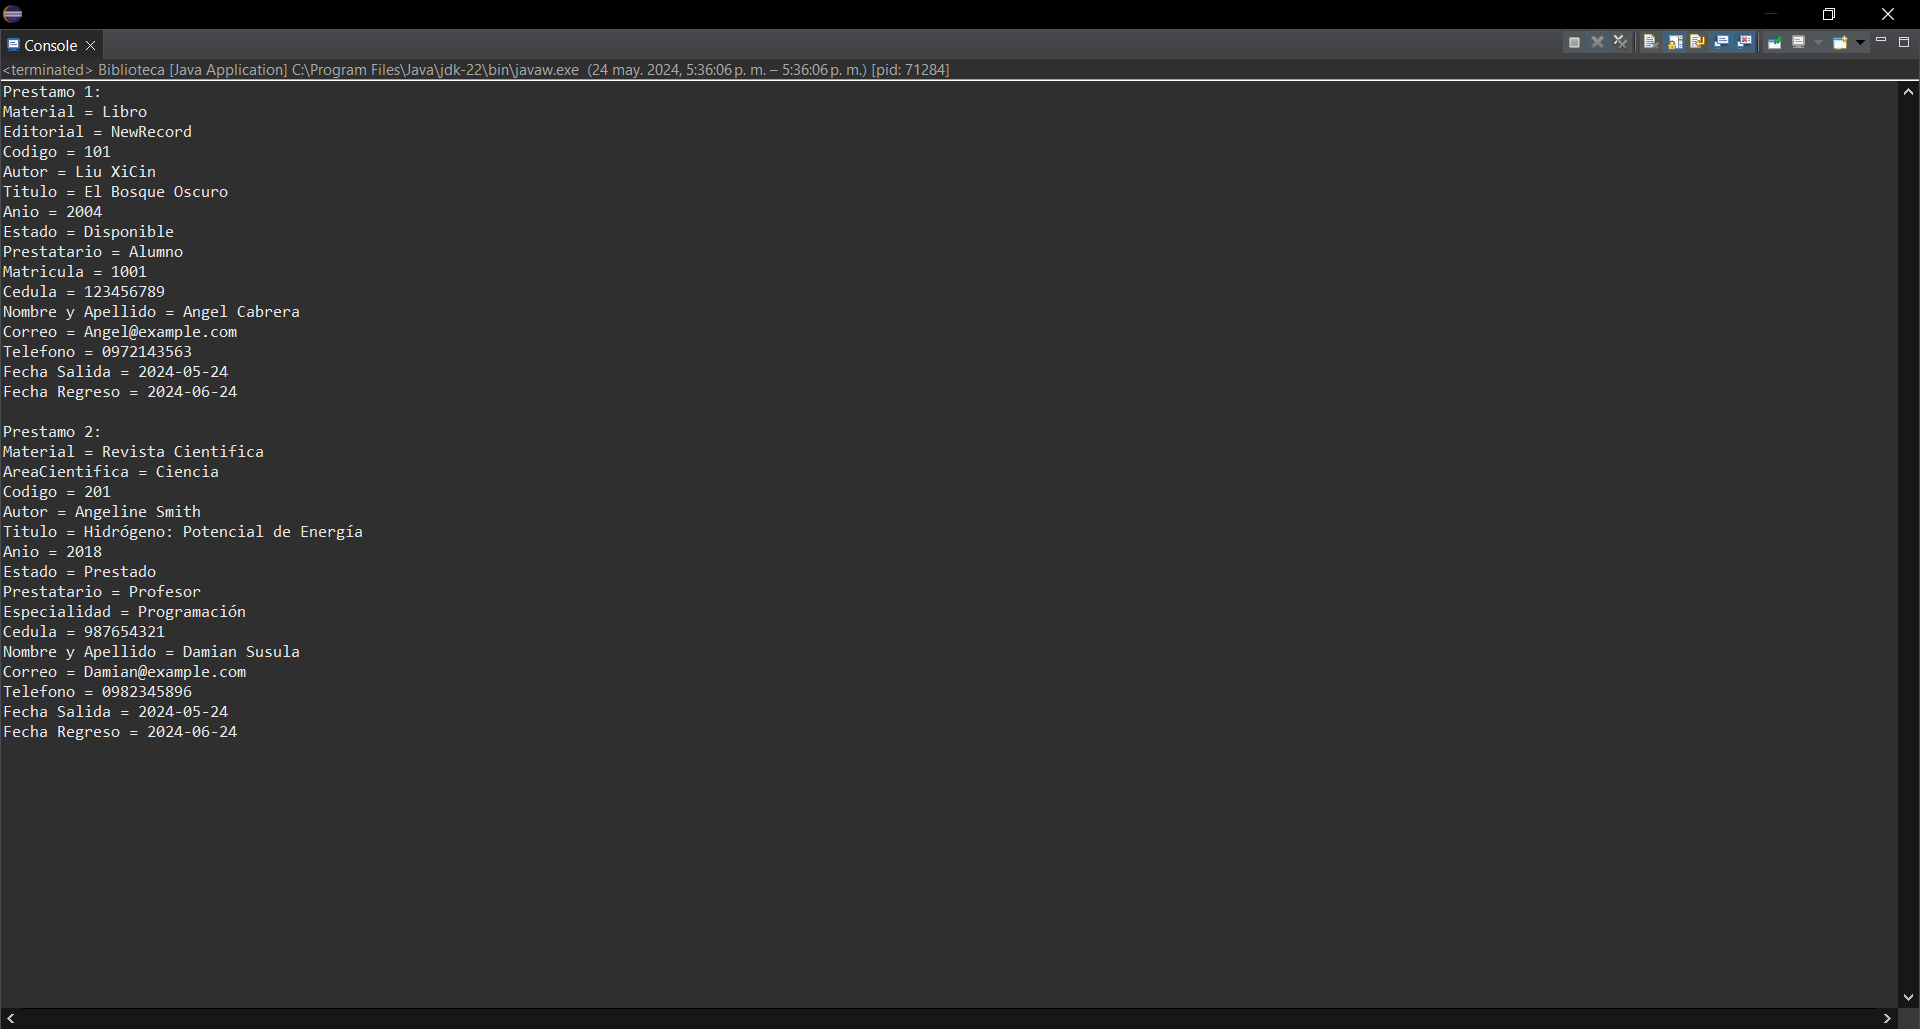 Console
<terminated> Biblioteca [Java Application] C:\Program Files\Java\jdk-22\bin\javaw.exe (24 may. 2024, 5:36:06 p. m. – 5:36:06 p. m.) [pid: 71284]
Prestamo 1:
Material = Libro
Editorial = NewRecord
Codigo = 101
Autor = Liu XiCin
Titulo = El Bosque Oscuro
Anio = 2004
Estado = Disponible
Prestatario = Alumno
Matricula = 1001
Cedula = 123456789
Nombre y Apellido = Angel Cabrera
Correo = Angel@example.com
Telefono = 0972143563
Fecha Salida = 2024-05-24
Fecha Regreso = 2024-06-24
Prestamo 2:
Material = Revista Cientifica
AreaCientifica = Ciencia
Codigo = 201
Autor = Angeline Smith
Titulo = Hidrógeno: Potencial de Energía
Anio = 2018
Estado = Prestado
Prestatario = Profesor
Especialidad = Programación
Cedula = 987654321
Nombre y Apellido = Damian Susula
Correo = Damian@example.com
Telefono = 0982345896
Fecha Salida = 2024-05-24
Fecha Regreso = 2024-06-24